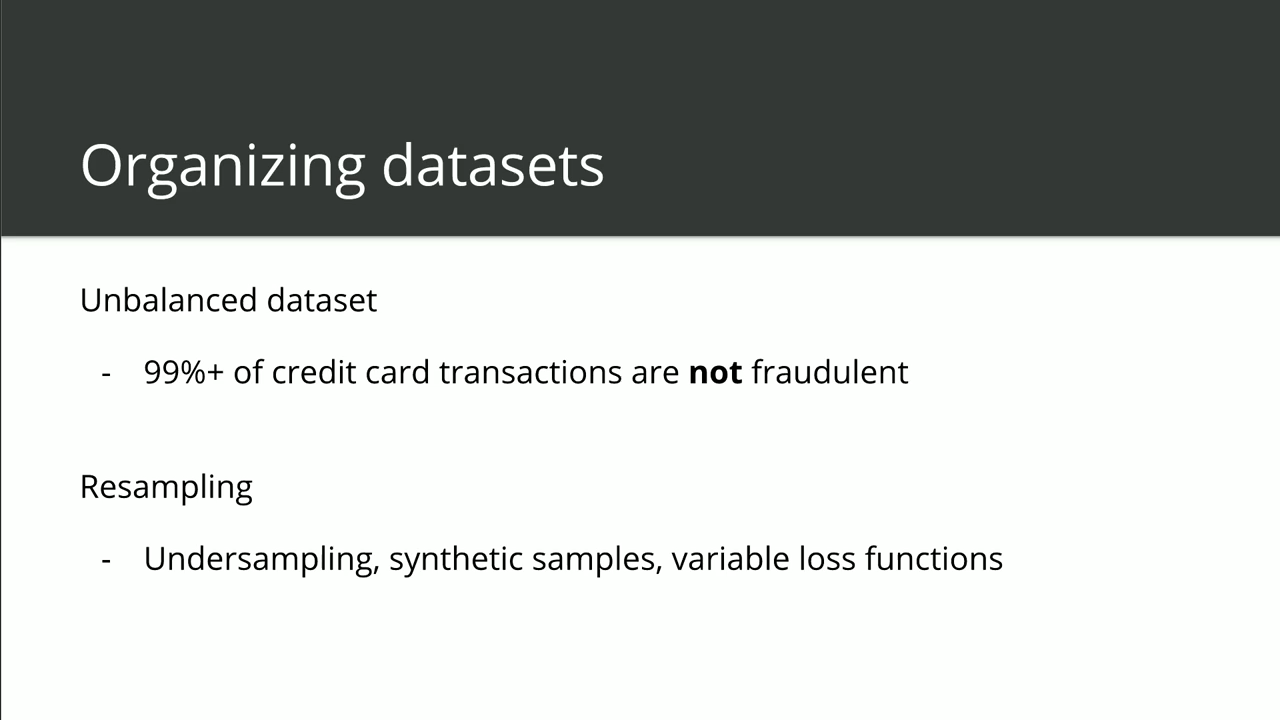 Organizing datasets
Unbalanced dataset
- 99%+ of credit card transactions are not fraudulent
Resampling
- Undersampling, synthetic samples, variable loss functions